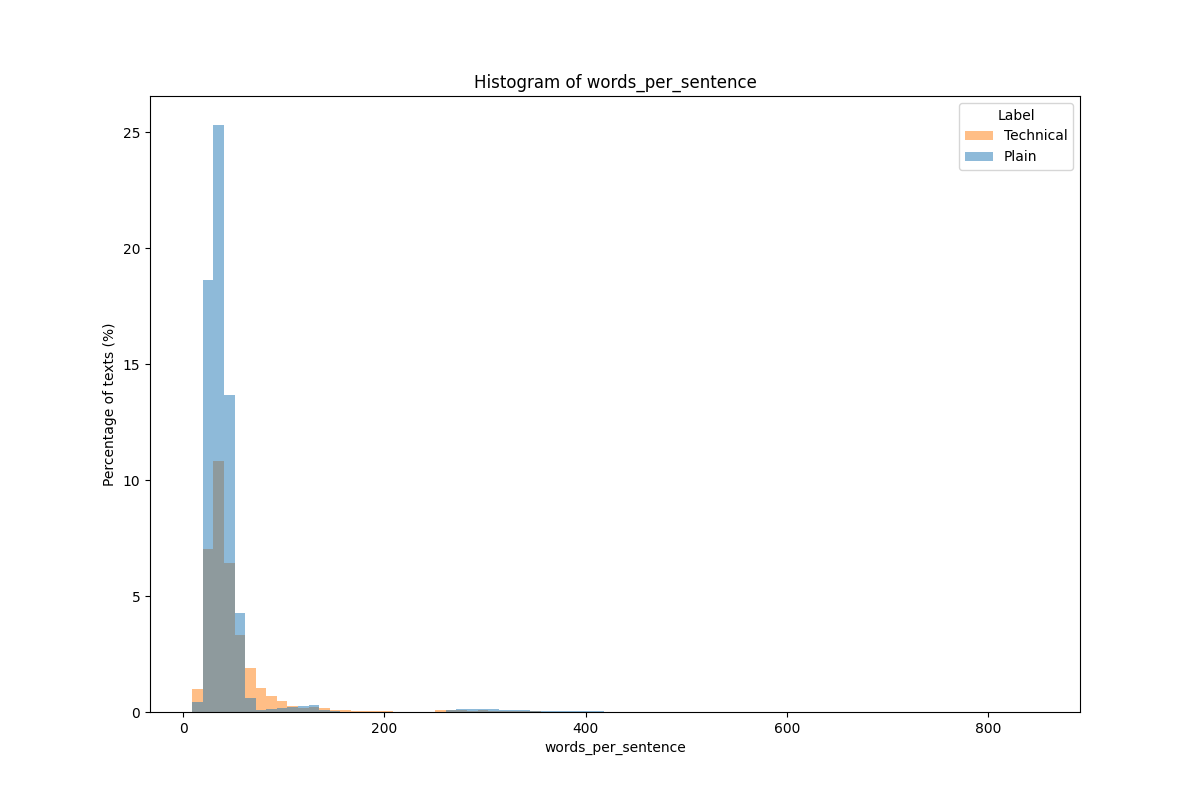 Histogram of words_per_sentence
Label
Technical
Plain
Percentage of texts (%)
25
20
15
10
5
0
0 200 400 600 800
words_per_sentence